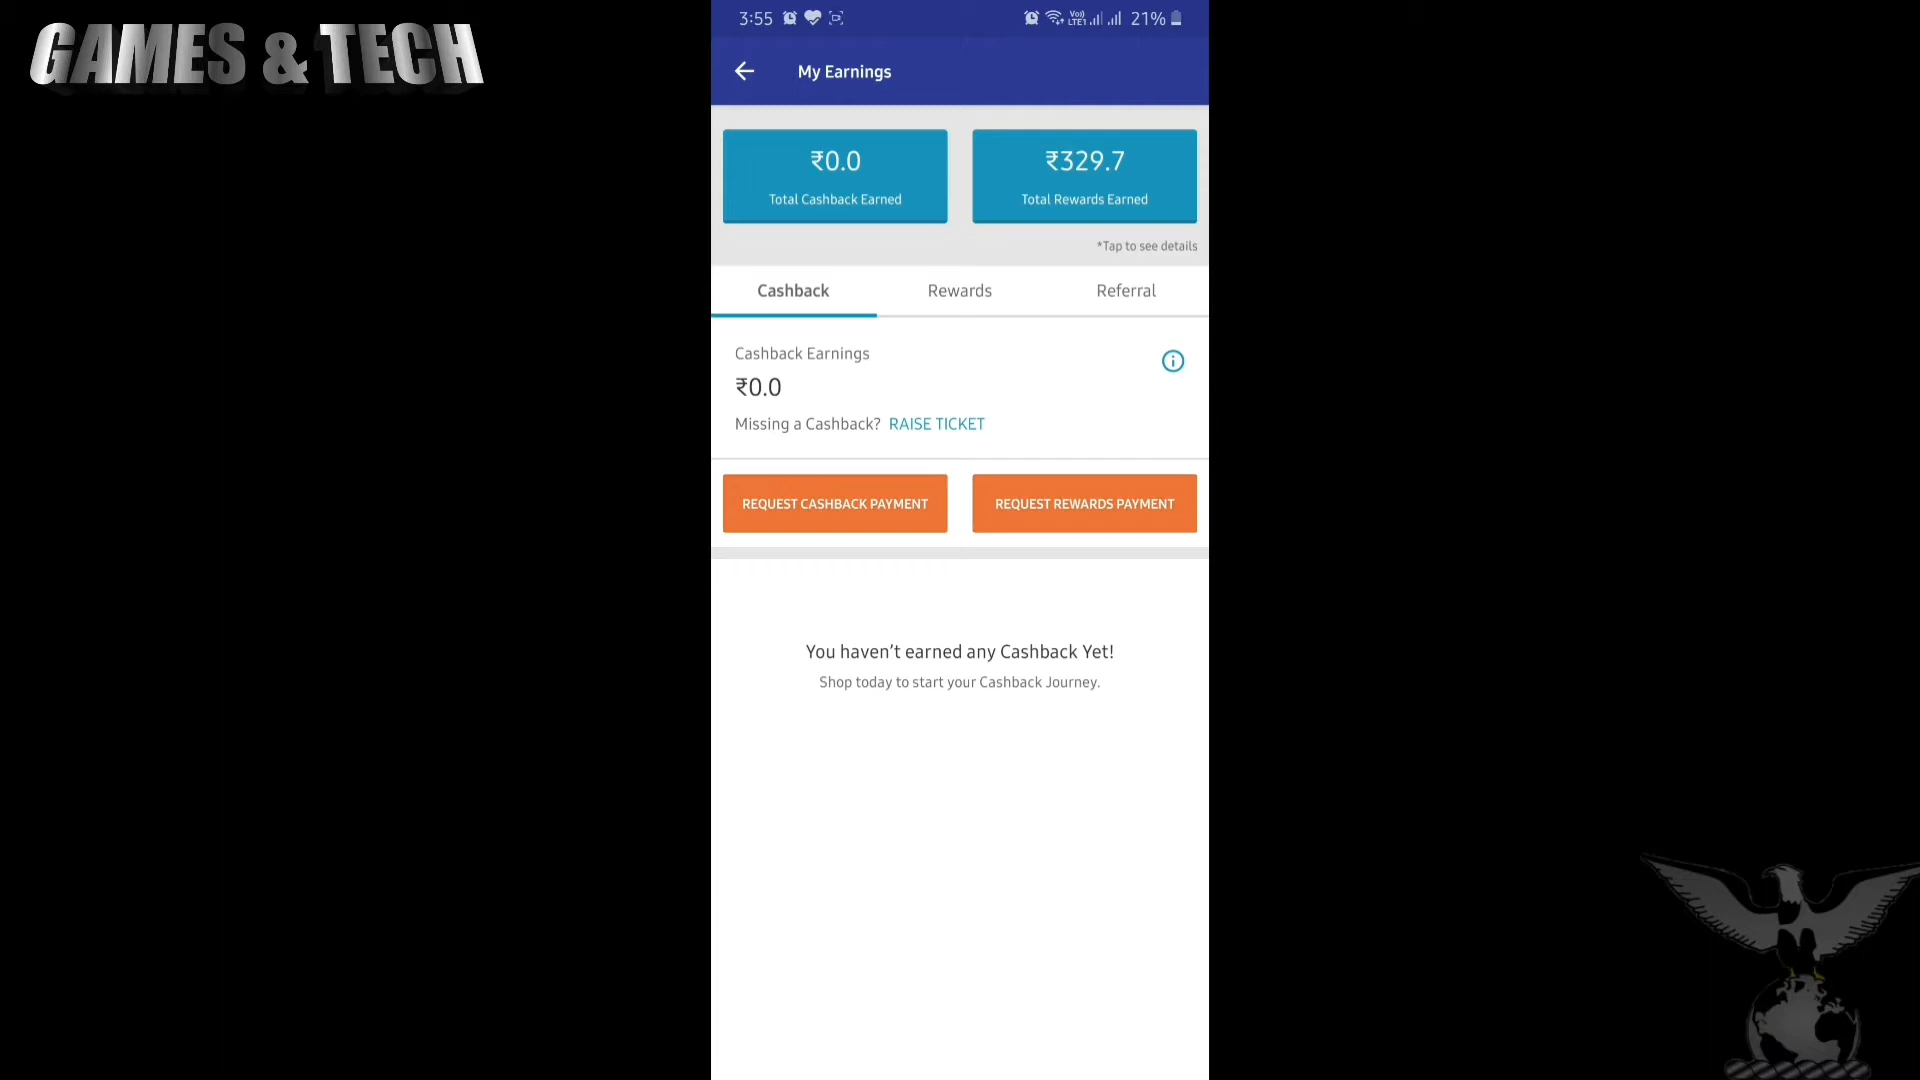 GAMES & TECH
3:55
Vo))
LTE1
21%
My Earnings
₹0.0
Total Cashback Earned
₹329.7
Total Rewards Earned
*Tap to see details
Cashback
Rewards
Referral
Cashback Earnings
₹0.0
Missing a Cashback? RAISE TICKET
REQUEST CASHBACK PAYMENT
REQUEST REWARDS PAYMENT
You haven't earned any Cashback Yet!
Shop today to start your Cashback Journey.